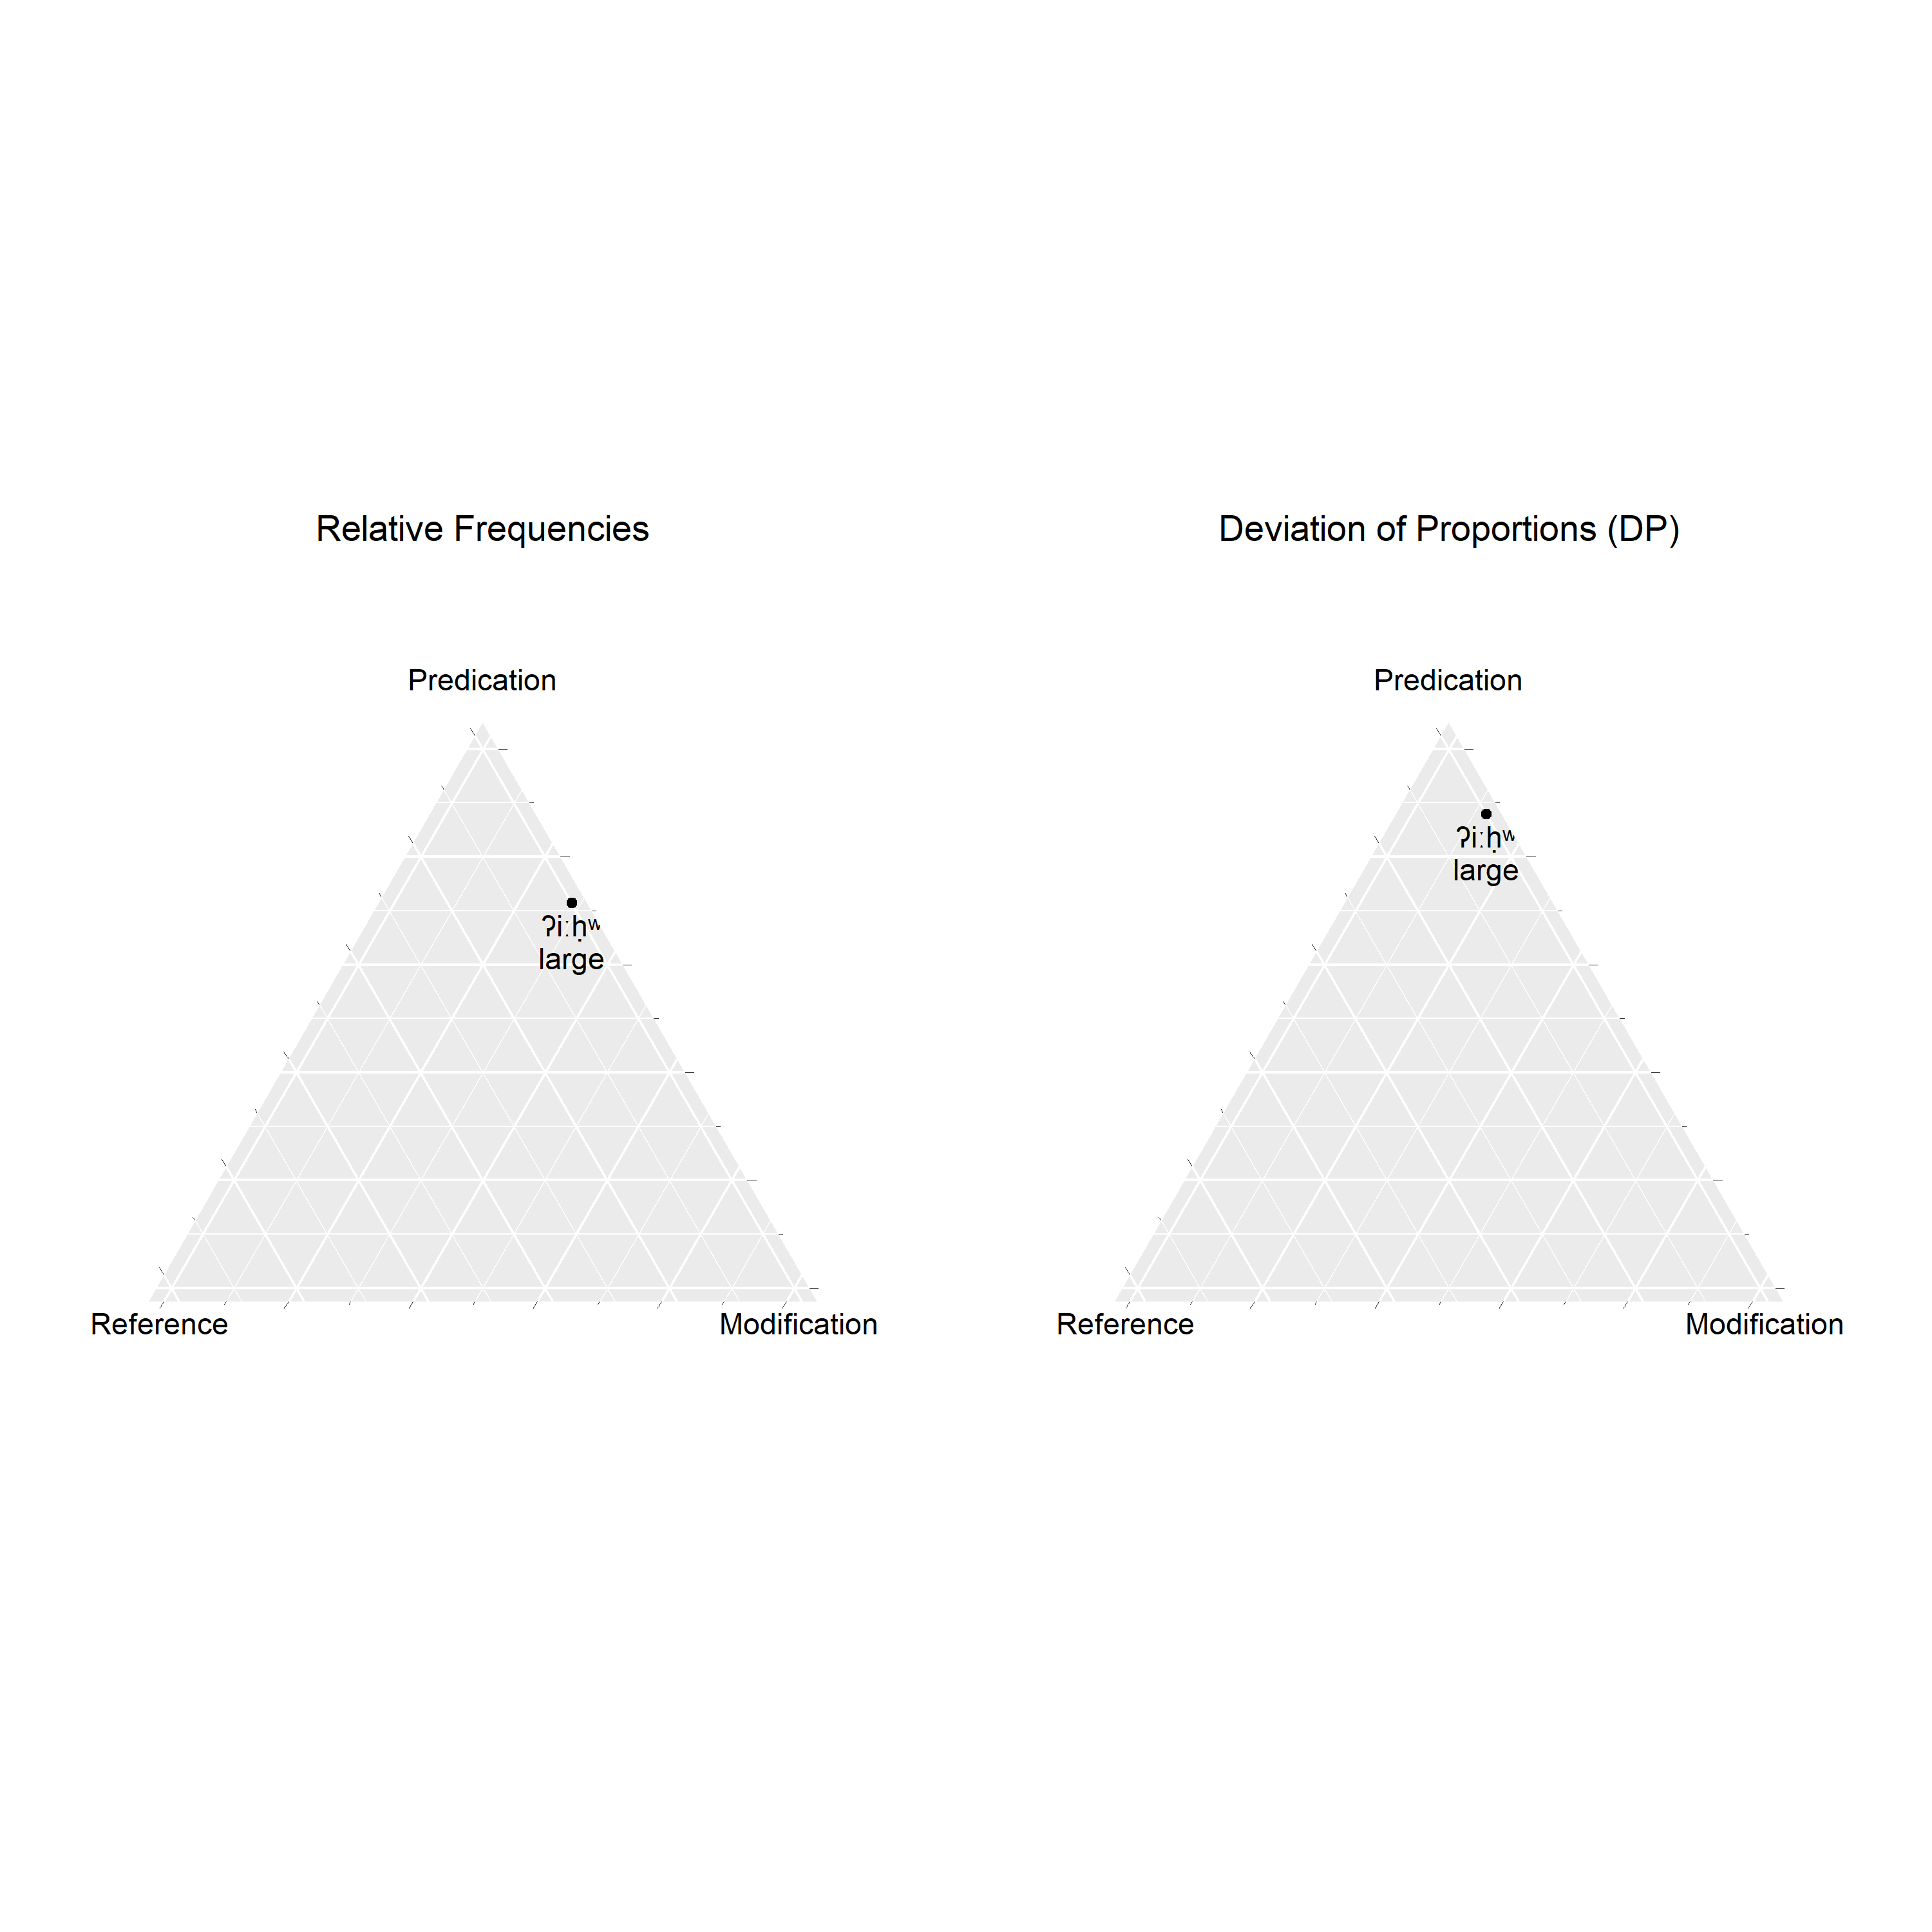 Relative Frequencies
Predication
ʔiːḥʷ
large
Reference
Modification
Deviation of Proportions (DP)
Predication
ʔiːḥʷ
large
Reference
Modification